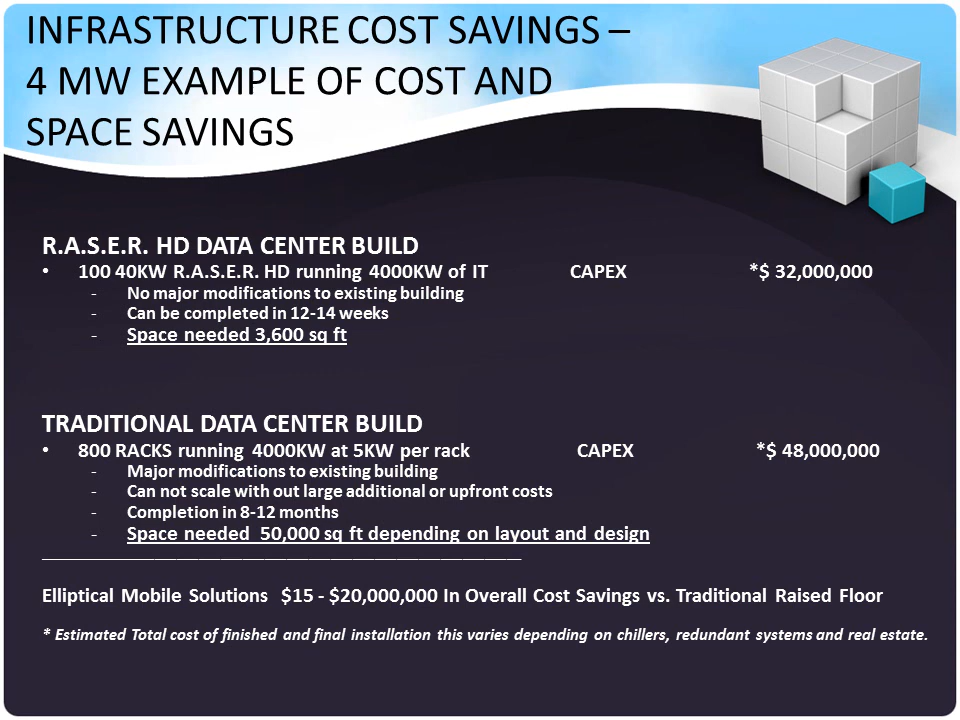 INFRASTRUCTURE COST SAVINGS –
4 MW EXAMPLE OF COST AND
SPACE SAVINGS
R.A.S.E.R. HD DATA CENTER BUILD
• 100 40KW R.A.S.E.R. HD running 4000KW of IT CAPEX *$ 32,000,000
- No major modifications to existing building
- Can be completed in 12-14 weeks
- Space needed 3,600 sq ft
TRADITIONAL DATA CENTER BUILD
• 800 RACKS running 4000KW at 5KW per rack CAPEX *$ 48,000,000
- Major modifications to existing building
- Can not scale with out large additional or upfront costs
- Completion in 8-12 months
- Space needed 50,000 sq ft depending on layout and design
Elliptical Mobile Solutions $15 - $20,000,000 In Overall Cost Savings vs. Traditional Raised Floor
* Estimated Total cost of finished and final installation this varies depending on chillers, redundant systems and real estate.